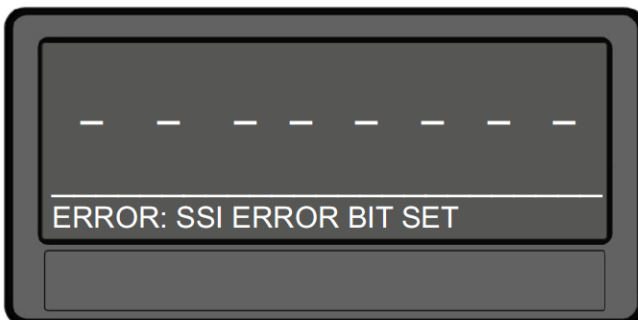 – – – – – – – –
ERROR: SSI ERROR BIT SET